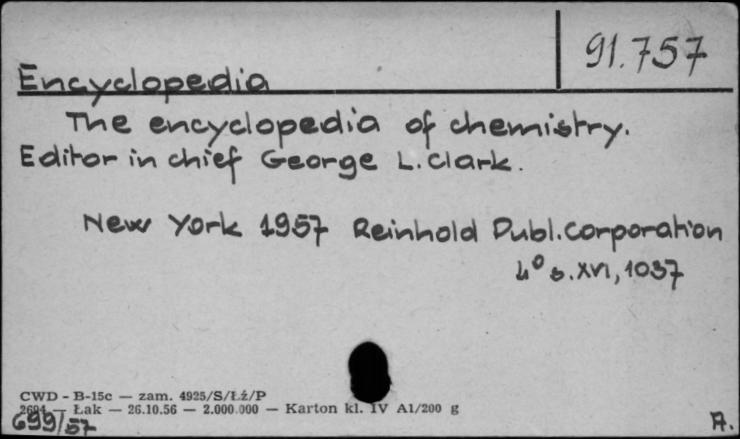 91.757
Encyclopedia
The encyclopedia of chemistry.
Editor in chief George L. Clark.
New York 1957 Reinhold Publ. Corporation
4° s. XVI, 1037
CWD - B-15c — zam. 4925/S/Łź/P
2694 — Łak — 26.10.56 — 2.000.000 — Karton kl. IV A1/200 g
699/57
A.